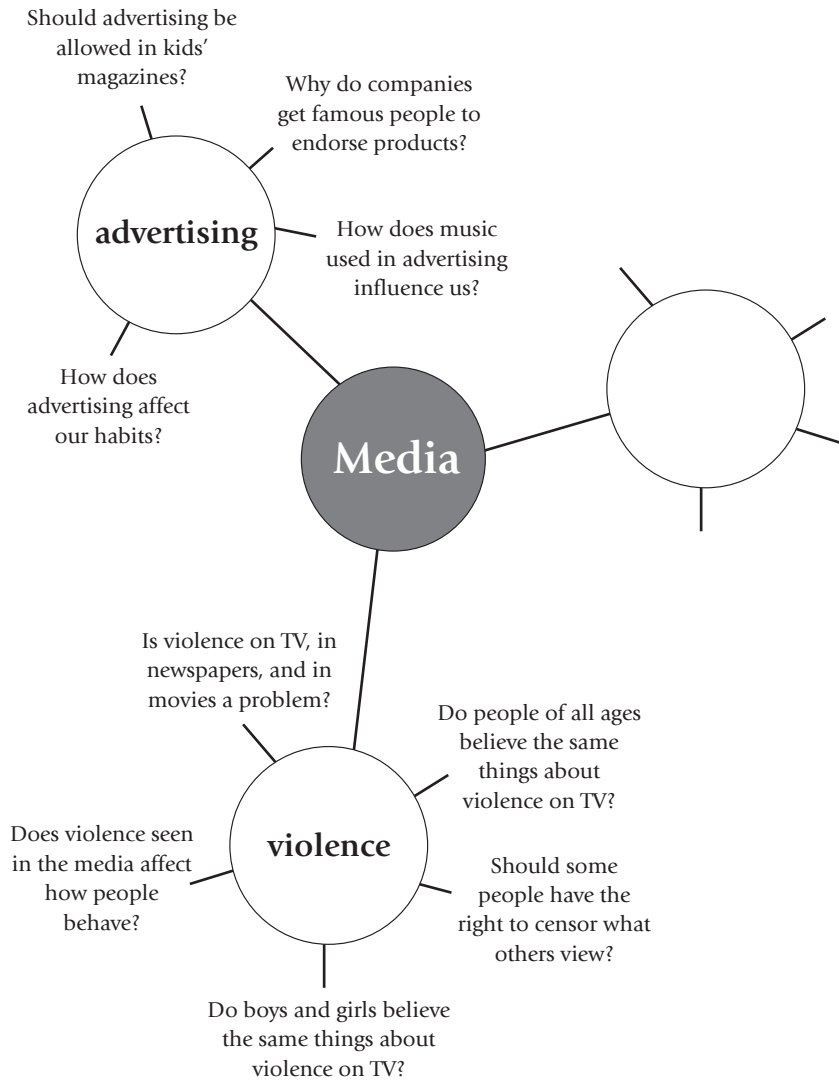 Should advertising be
allowed in kids’
magazines?
Why do companies
get famous people to
endorse products?
advertising
How does music
used in advertising
influence us?
How does
advertising affect
our habits?
Media
Is violence on TV, in
newspapers, and in
movies a problem?
Do people of all ages
believe the same
things about
violence on TV?
violence
Does violence seen
in the media affect
how people
behave?
Should some
people have the
right to censor what
others view?
Do boys and girls believe
the same things about
violence on TV?